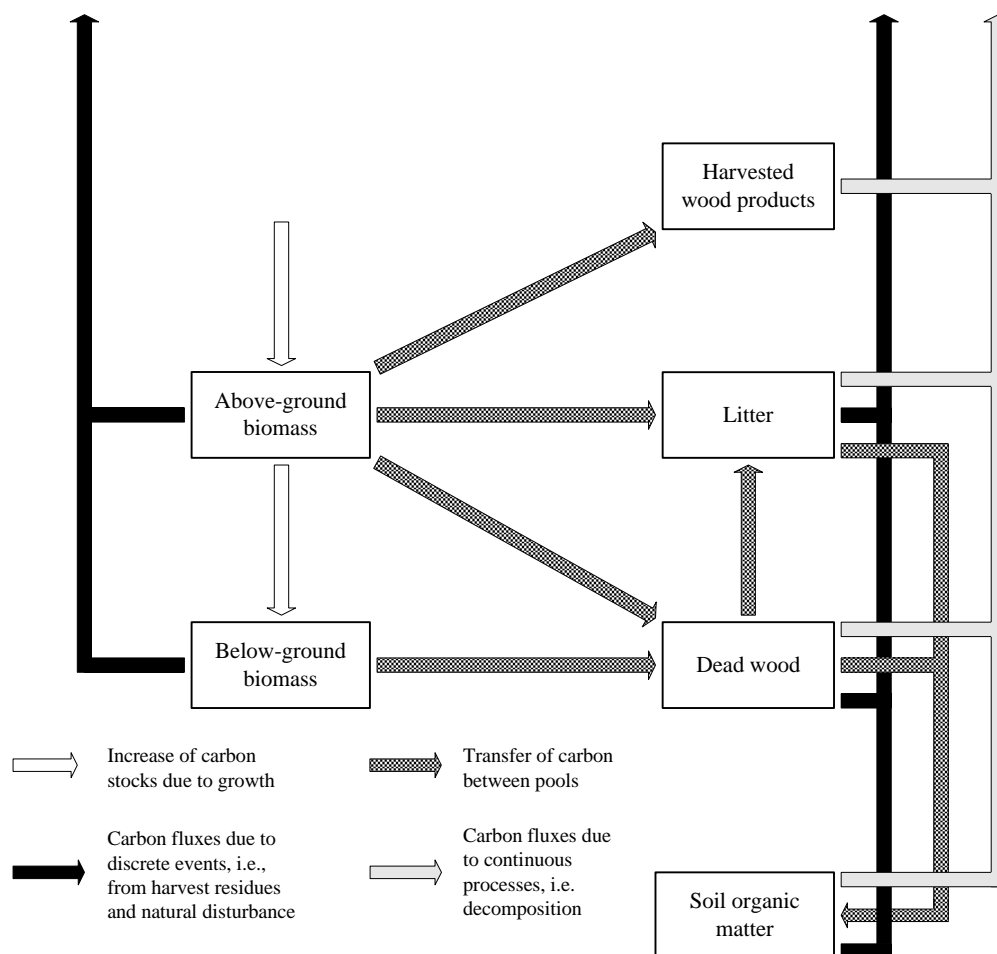 Harvested
wood products
Above-ground
biomass
Litter
Below-ground
biomass
Dead wood
Increase of carbon
stocks due to growth
Transfer of carbon
between pools
Carbon fluxes due to
discrete events, i.e.,
from harvest residues
and natural disturbance
Carbon fluxes due
to continuous
processes, i.e.
decomposition
Soil organic
matter